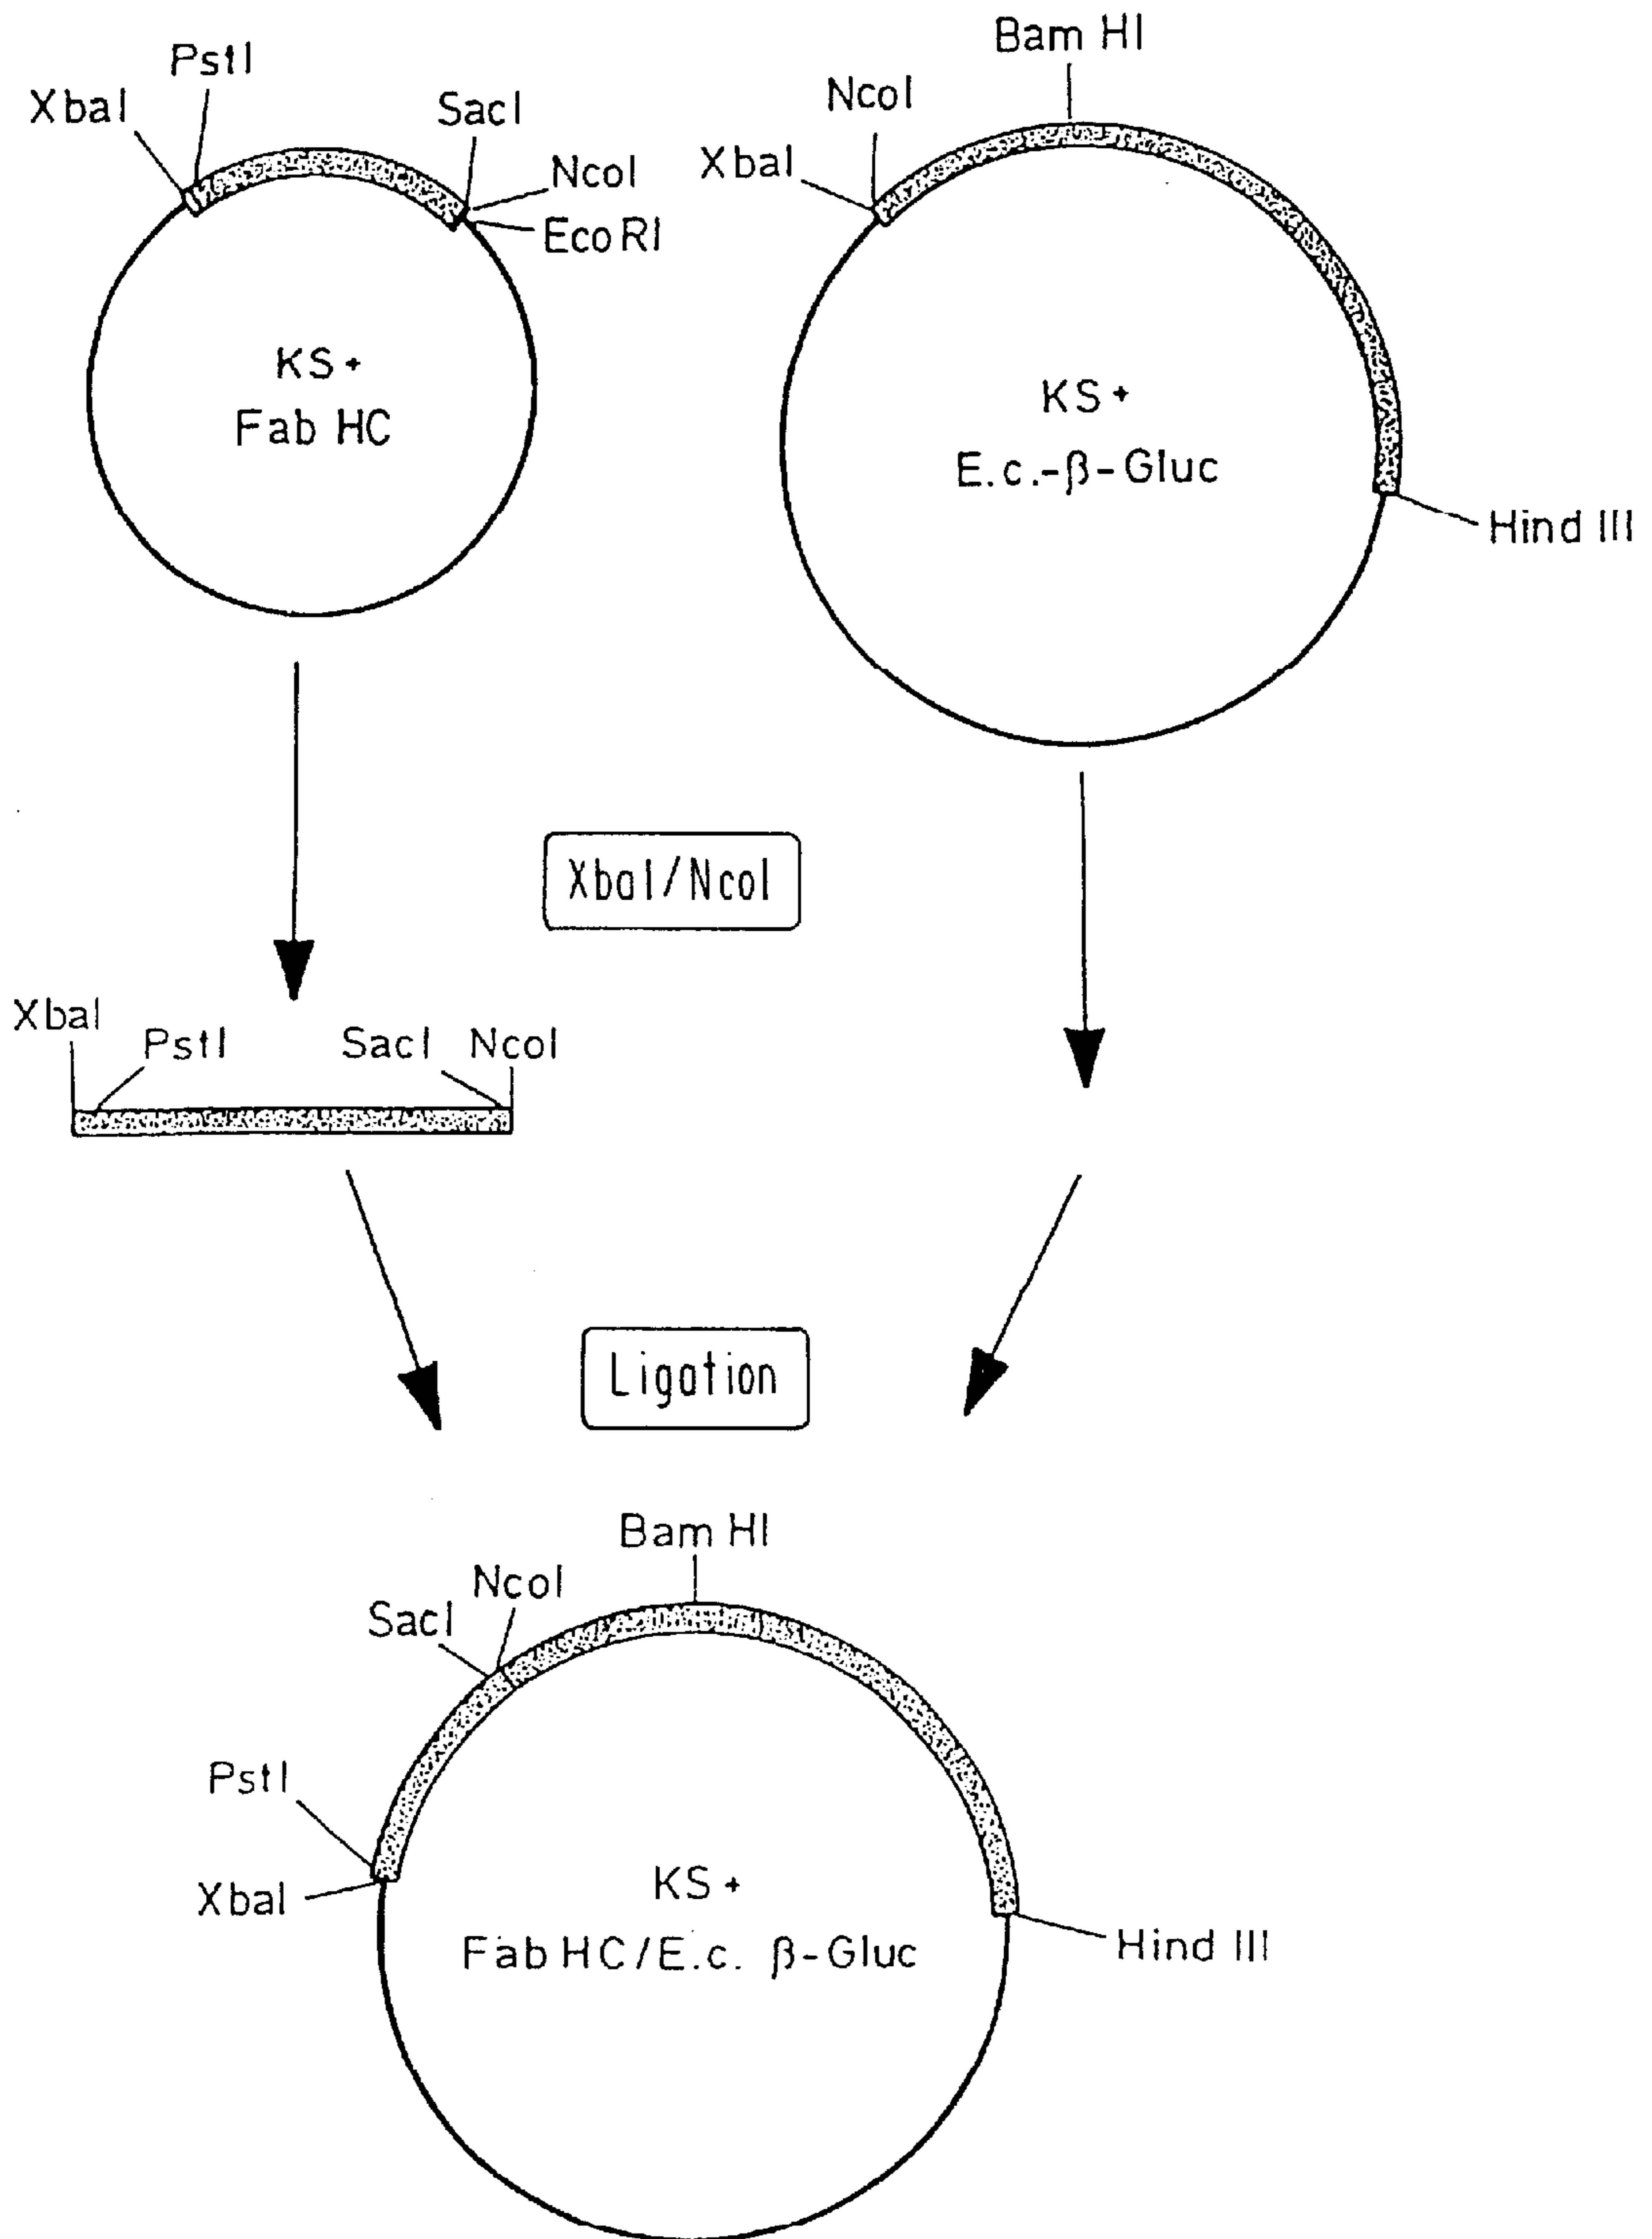 PstI
XbaI
SacI
NcoI
EcoRI
KS+
Fab HC
Bam HI
NcoI
XbaI
KS+
E.c.-β-Gluc
Hind III
XbaI/NcoI
XbaI
PstI
SacI
NcoI
Ligation
Bam HI
NcoI
SacI
PstI
XbaI
KS+
Fab HC/E.c. β-Gluc
Hind III